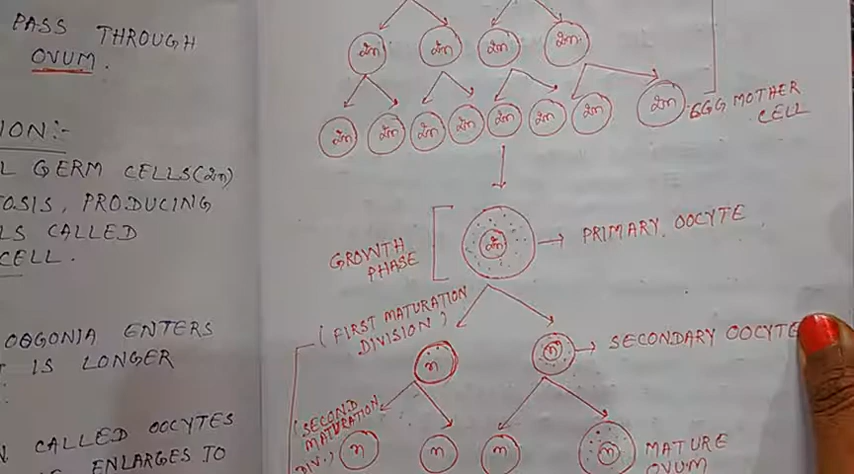 PASS THROUGH
OVUM.
ION:-
L GERM CELLS(2n)
TOSIS, PRODUCING
LS CALLED
CELL.
OOGONIA ENTERS
IS LONGER
CALLED OOCYTES
ENLARGES TO
2n 2n 2n 2n
2n 2n 2n 2n 2n 2n 2n 2n
EGG MOTHER
CELL
GROWTH
PHASE
2n
PRIMARY OOCYTE
(FIRST MATURATION
DIVISION)
n
n
SECONDARY OOCYTE
(SECOND
MATURATION
DIV.)
n n n n
MATURE
OVUM